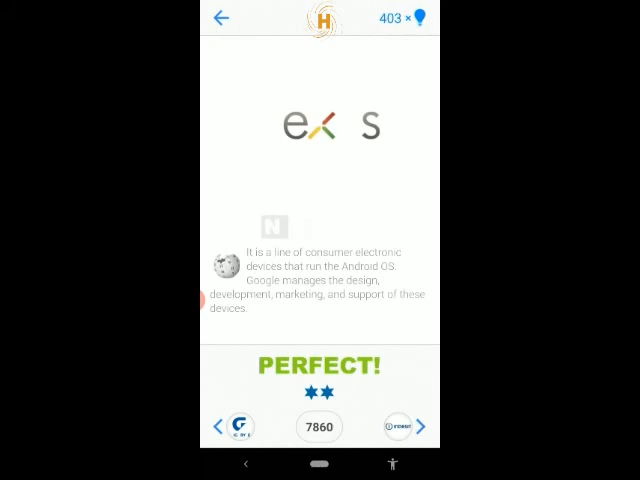 403 ×
H
ex s
N
It is a line of consumer electronic
devices that run the Android OS.
Google manages the design,
development, marketing, and support of these
devices.
PERFECT!
7860